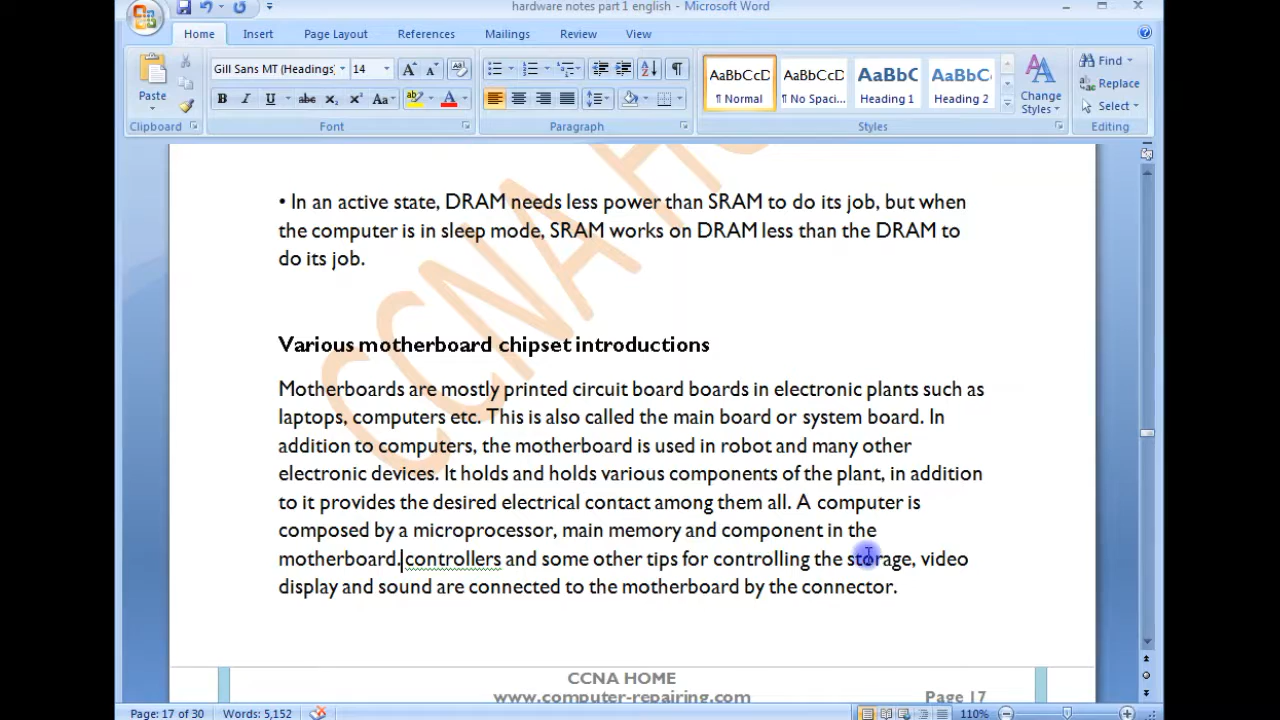 hardware notes part 1 english - Microsoft Word
Home Insert Page Layout References Mailings Review View
Gill Sans MT (Headings) 14
AaBbCcD AaBbCcD AaBbC AaBbCc
Paste
¶ Normal ¶ No Spaci... Heading 1 Heading 2
Change Styles
Find
Replace
Select
Clipboard Font Paragraph Styles Editing
CCNA HO
• In an active state, DRAM needs less power than SRAM to do its job, but when
the computer is in sleep mode, SRAM works on DRAM less than the DRAM to
do its job.
Various motherboard chipset introductions
Motherboards are mostly printed circuit board boards in electronic plants such as
laptops, computers etc. This is also called the main board or system board. In
addition to computers, the motherboard is used in robot and many other
electronic devices. It holds and holds various components of the plant, in addition
to it provides the desired electrical contact among them all. A computer is
composed by a microprocessor, main memory and component in the
motherboard.controllers and some other tips for controlling the storage, video
display and sound are connected to the motherboard by the connector.
CCNA HOME
www.computer-repairing.com Page 17
Page: 17 of 30 Words: 5,152 110%